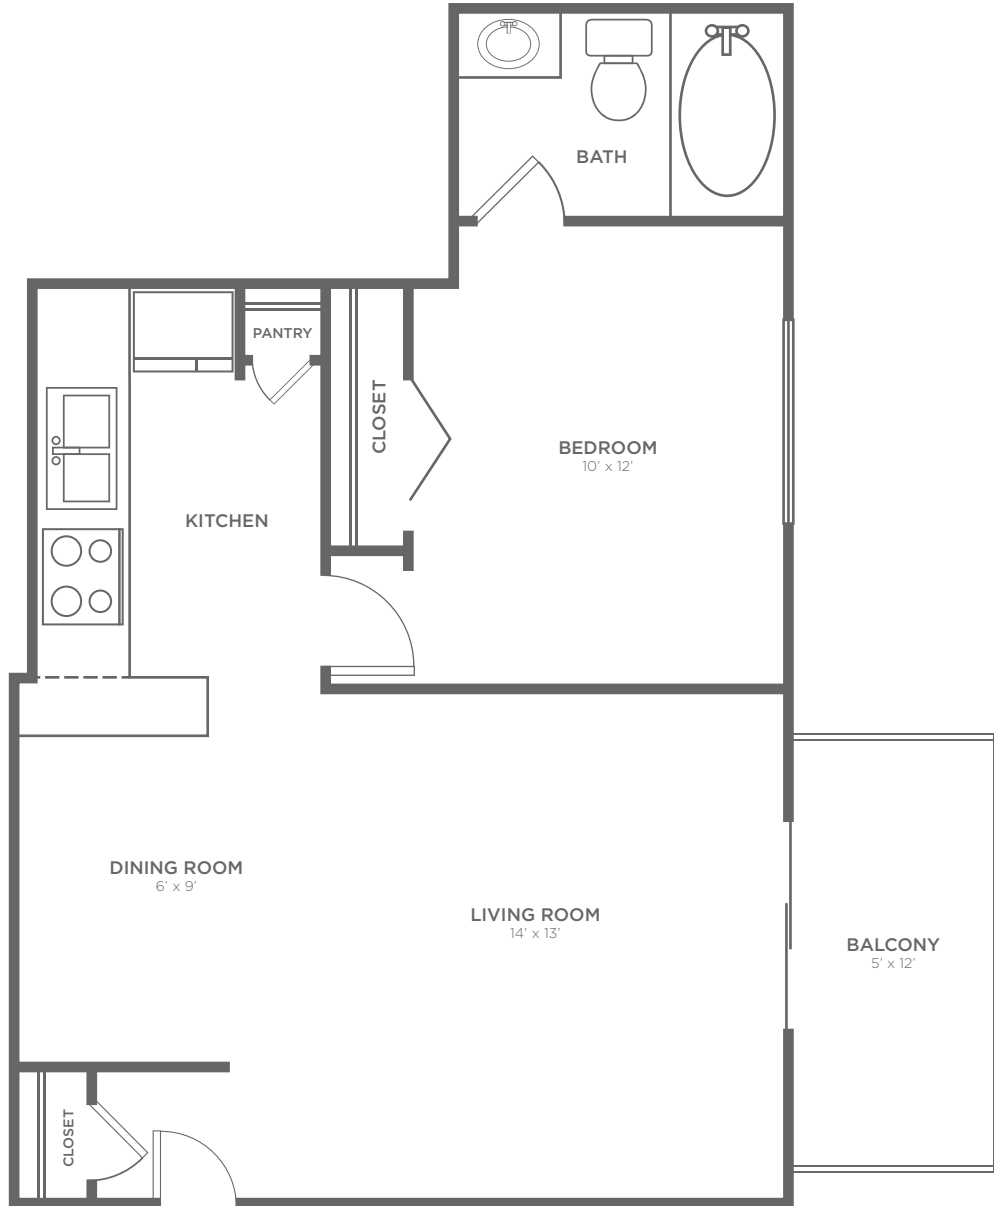 BATH
PANTRY
CLOSET
BEDROOM
10' x 12'
KITCHEN
DINING ROOM
6' x 9'
LIVING ROOM
14' x 13'
BALCONY
5' x 12'
CLOSET